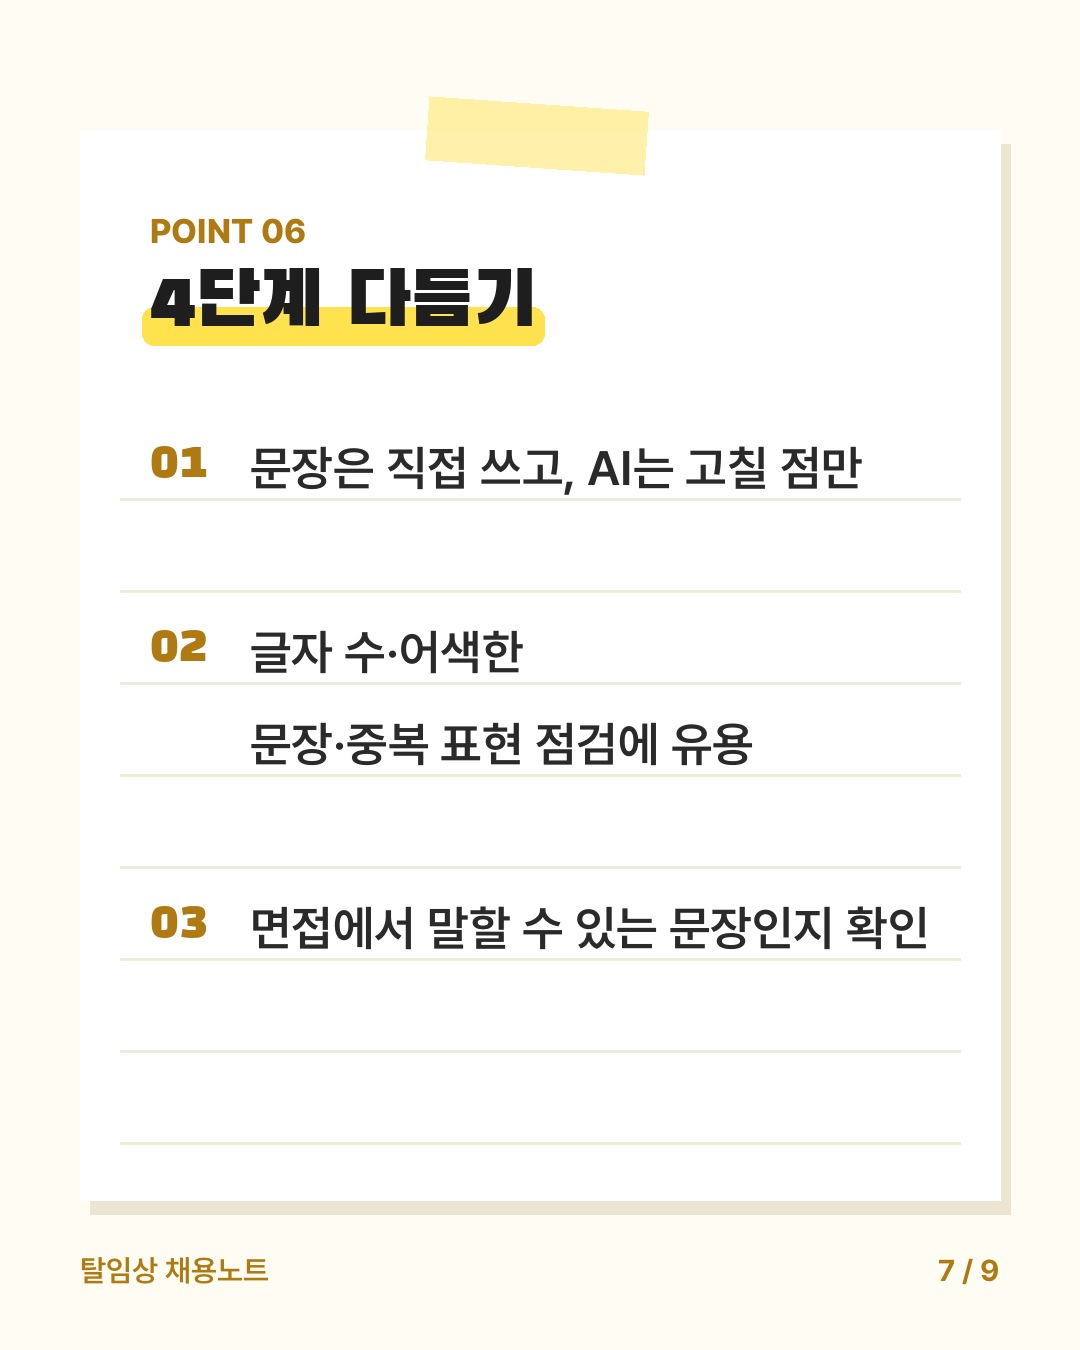 POINT 06
4단계 다듬기
01 문장은 직접 쓰고, AI는 고칠 점만
02 글자 수·어색한
문장·중복 표현 점검에 유용
03 면접에서 말할 수 있는 문장인지 확인
탈임상 채용노트
7 / 9